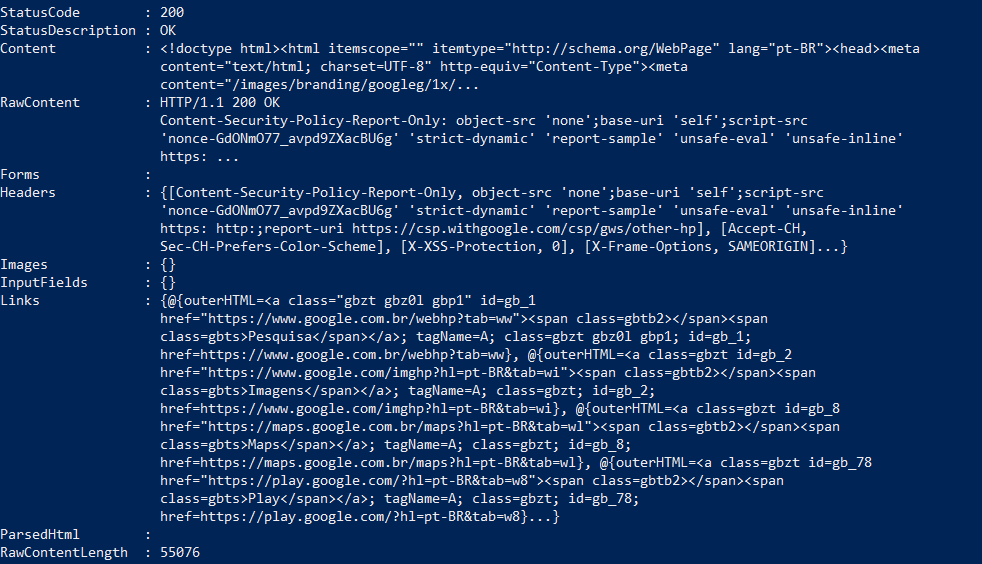 StatusCode        : 200
StatusDescription : OK
Content           : <!doctype html><html itemscope="" itemtype="http://schema.org/WebPage" lang="pt-BR"><head><meta
                    content="text/html; charset=UTF-8" http-equiv="Content-Type"><meta
                    content="/images/branding/googleg/1x/...
RawContent        : HTTP/1.1 200 OK
                    Content-Security-Policy-Report-Only: object-src 'none';base-uri 'self';script-src
                    'nonce-GdONmO77_avpd9ZXacBU6g' 'strict-dynamic' 'report-sample' 'unsafe-eval' 'unsafe-inline'
                    https: ...
Forms             :
Headers           : {[Content-Security-Policy-Report-Only, object-src 'none';base-uri 'self';script-src
                    'nonce-GdONmO77_avpd9ZXacBU6g' 'strict-dynamic' 'report-sample' 'unsafe-eval' 'unsafe-inline'
                    https: http:;report-uri https://csp.withgoogle.com/csp/gws/other-hp], [Accept-CH,
                    Sec-CH-Prefers-Color-Scheme], [X-XSS-Protection, 0], [X-Frame-Options, SAMEORIGIN]...}
Images            : {}
InputFields       : {}
Links             : {@{outerHTML=<a class="gbzt gbz0l gbp1" id=gb_1
                    href="https://www.google.com.br/webhp?tab=ww"><span class=gbtb2></span><span
                    class=gbts>Pesquisa</span></a>; tagName=A; class=gbzt gbz0l gbp1; id=gb_1;
                    href=https://www.google.com.br/webhp?tab=ww}, @{outerHTML=<a class=gbzt id=gb_2
                    href="https://www.google.com/imghp?hl=pt-BR&tab=wi"><span class=gbtb2></span><span
                    class=gbts>Imagens</span></a>; tagName=A; class=gbzt; id=gb_2;
                    href=https://www.google.com/imghp?hl=pt-BR&tab=wi}, @{outerHTML=<a class=gbzt id=gb_8
                    href="https://maps.google.com.br/maps?hl=pt-BR&tab=wl"><span class=gbtb2></span><span
                    class=gbts>Maps</span></a>; tagName=A; class=gbzt; id=gb_8;
                    href=https://maps.google.com.br/maps?hl=pt-BR&tab=wl}, @{outerHTML=<a class=gbzt id=gb_78
                    href="https://play.google.com/?hl=pt-BR&tab=w8"><span class=gbtb2></span><span
                    class=gbts>Play</span></a>; tagName=A; class=gbzt; id=gb_78;
                    href=https://play.google.com/?hl=pt-BR&tab=w8}...}
ParsedHtml        :
RawContentLength  : 55076